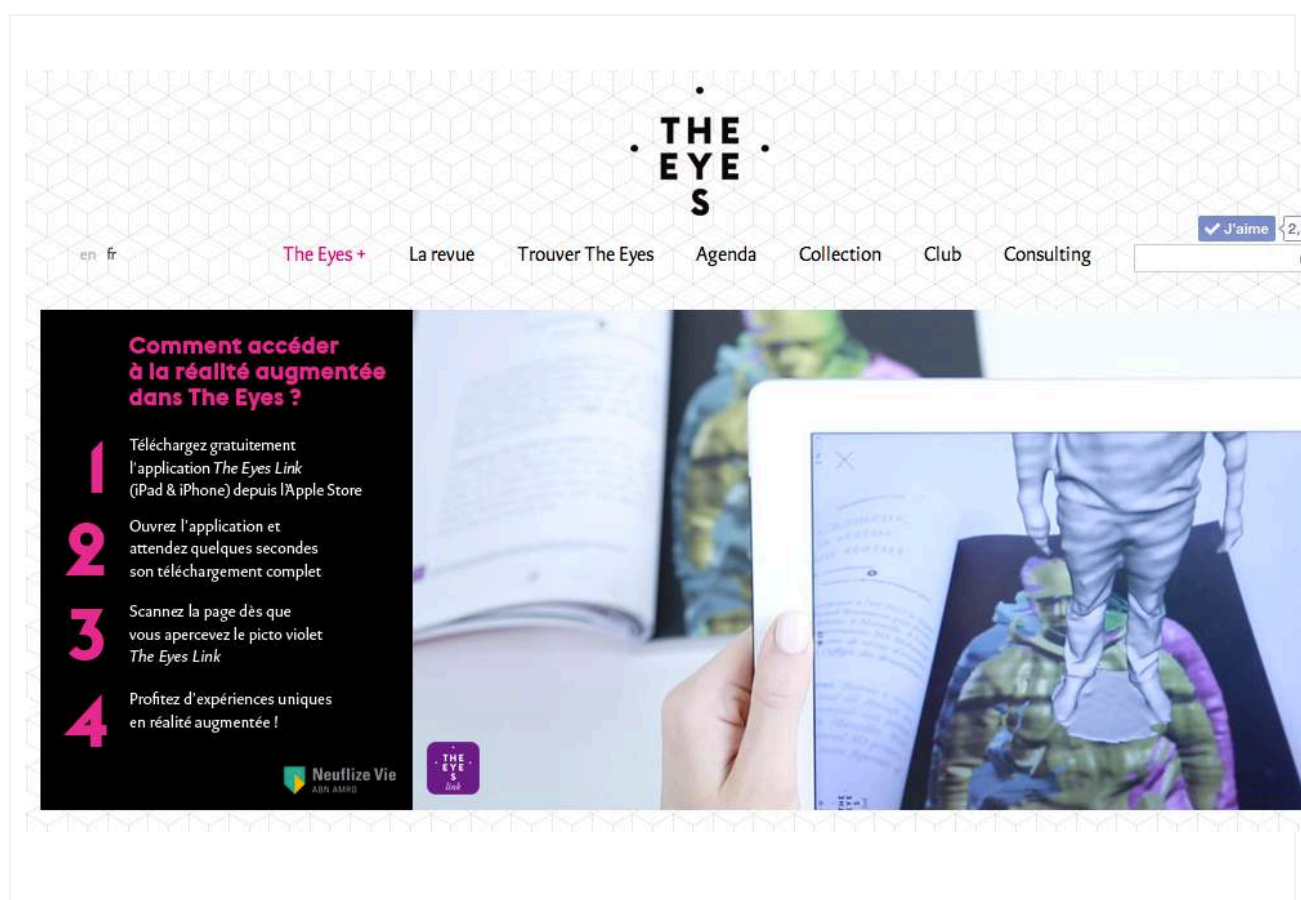 THE
EYE
S
en fr
The Eyes +
La revue
Trouver The Eyes
Agenda
Collection
Club
Consulting
J'aime
2,
Comment accéder
à la réalité augmentée
dans The Eyes ?
1
Téléchargez gratuitement
l'application The Eyes Link
(iPad & iPhone) depuis l'Apple Store
2
Ouvrez l'application et
attendez quelques secondes
son téléchargement complet
3
Scannez la page dès que
vous apercevez le picto violet
The Eyes Link
4
Profitez d'expériences uniques
en réalité augmentée !
Neuflize Vie
ABN AMRO
THE
EYE
S
link